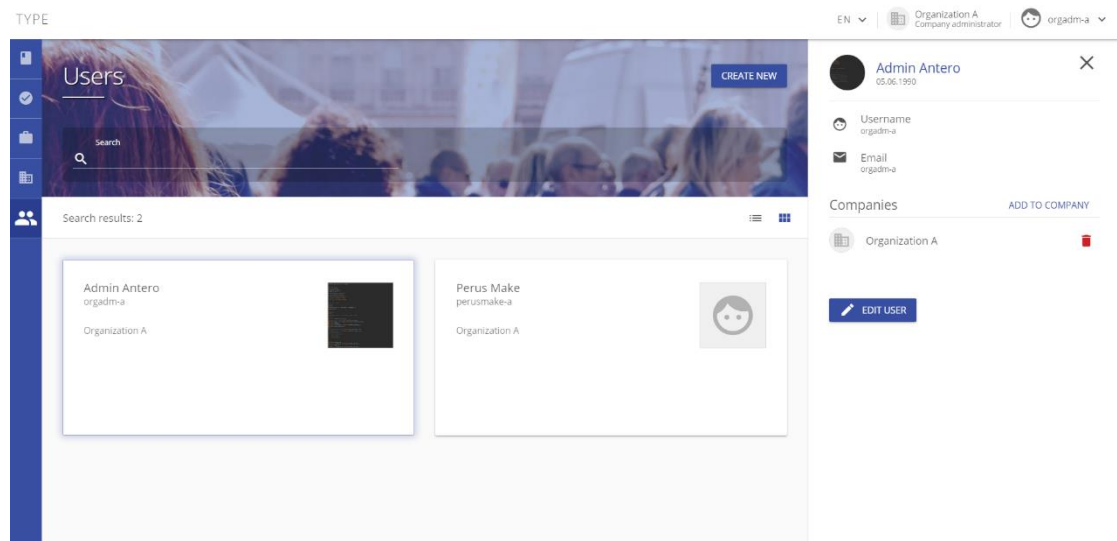 TYPE
EN
Organization A
Company administrator
orgadm-a
Users
CREATE NEW
Search
Search results: 2
Admin Antero
orgadm-a
Organization A
Perus Make
perusmake-a
Organization A
Admin Antero
05.06.1990
Username
orgadm-a
Email
orgadm-a
Companies
ADD TO COMPANY
Organization A
EDIT USER